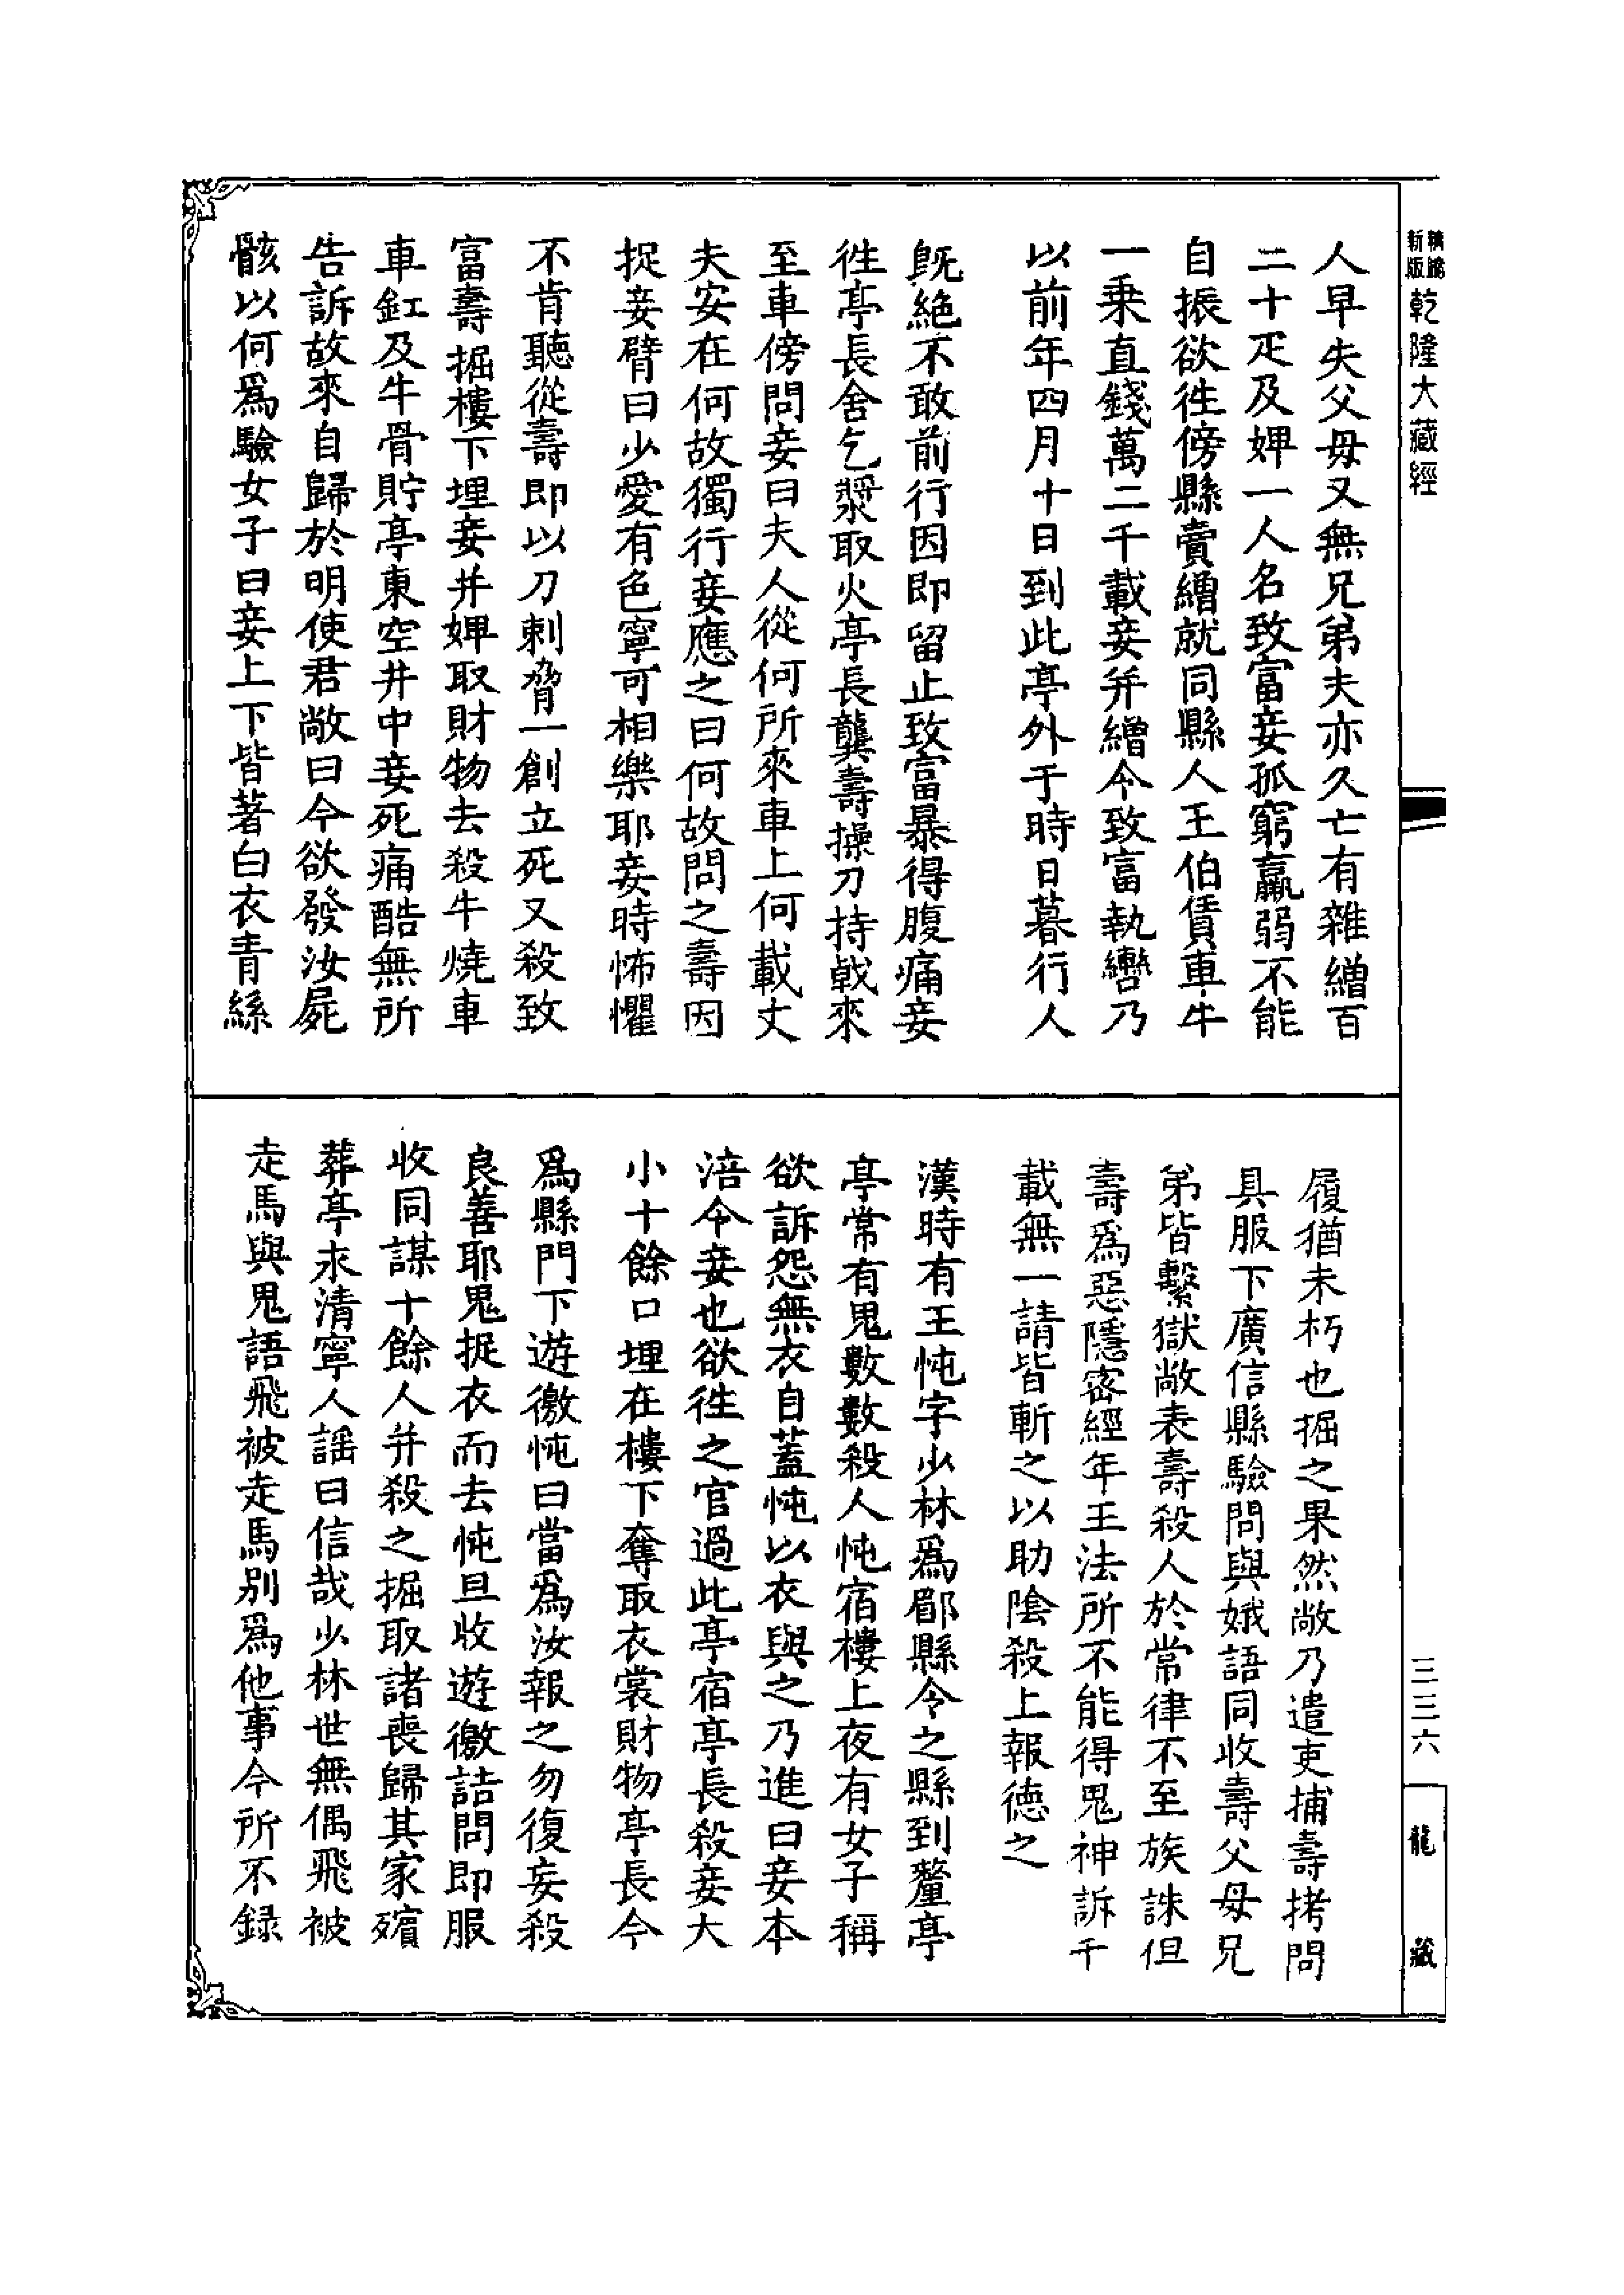 新版
乾隆大藏經
人早失父母又無兄弟夫亦久亡有雜繒百
二十疋及婢一人名致富妾孤窮羸弱不能
自振欲徃傍縣賣繒就同縣人王伯賃車牛
一乗直錢萬二千載妾幷繒令致富執轡乃
以前年四月十日到此亭外于時日暮行人
旣絶不敢前行因即留止致富暴得腹痛妾
徃亭長舍乞漿取火亭長龔壽操刀持戟來
至車傍問妾曰夫人從何所來車上何載丈
夫安在何故獨行妾應之曰何故問之壽因
捉妾臂曰少愛有色寧可相樂耶妾時怖懼
不肯聽從壽即以刀刺脅一創立死又殺致
富壽掘樓下埋妾幷婢取財物去殺牛燒車
車釭及牛骨貯亭東空井中妾死痛酷無所
告訴故來自歸於明使君敞曰今欲發汝屍
骸以何爲驗女子曰妾上下皆著白衣青絲
履猶未朽也掘之果然敞乃遣吏捕壽拷問
具服下廣信縣驗問與娥語同收壽父母兄
弟皆繫獄敞表壽殺人於常律不至族誅但
壽爲惡隱密經年王法所不能得鬼神訴千
載無一請皆斬之以助陰殺上報德之
漢時有王忳字少林爲郿縣令之縣到釐亭
亭常有鬼數數殺人忳宿樓上夜有女子稱
欲訴怨無衣自蓋忳以衣與之乃進曰妾本
涪令妾也欲徃之官過此亭宿亭長殺妾大
小十餘口埋在樓下奪取衣裳財物亭長今
爲縣門下遊徼忳曰當爲汝報之勿復妄殺
良善耶鬼捉衣而去忳旦收遊徼詰問即服
收同謀十餘人幷殺之掘取諸喪歸其家殯
葬亭永清寧人謡曰信哉少林世無偶飛被
走馬與鬼語飛被走馬别爲他事今所不録
三三六
龍藏